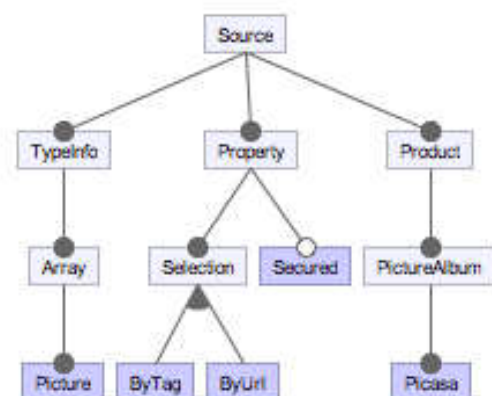 Source
TypeInfo Property Product
Array Selection Secured PictureAlbum
Picture ByTag ByUrl Picasa